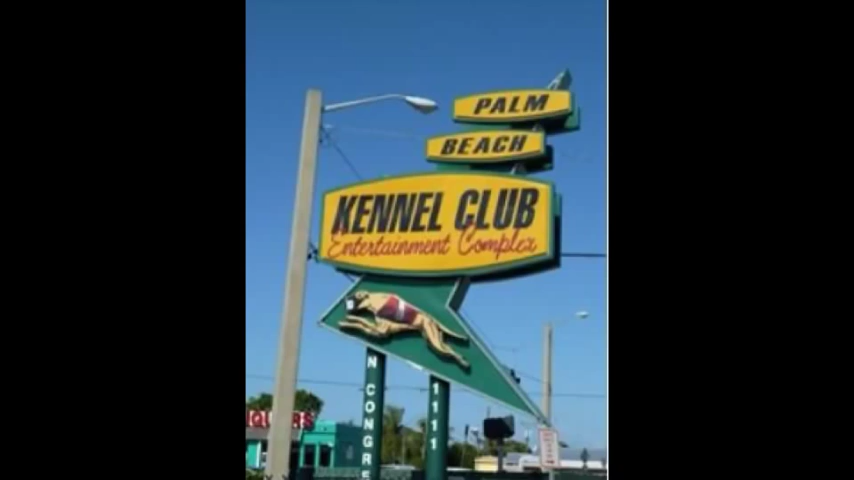 PALM
BEACH
KENNEL CLUB
Entertainment Complex
N CONGRE
1111